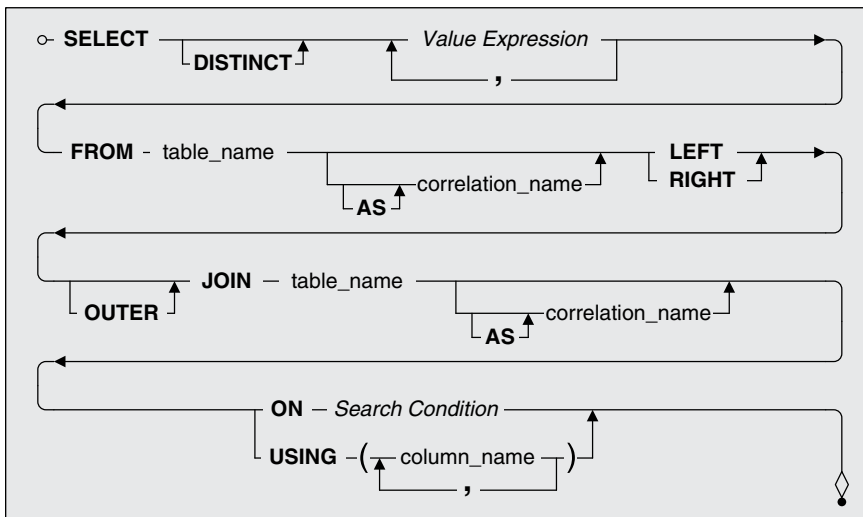 SELECT Value Expression
DISTINCT ,
FROM table_name LEFT
correlation_name RIGHT
AS
JOIN table_name
OUTER correlation_name
AS
ON Search Condition
USING ( column_name )
,